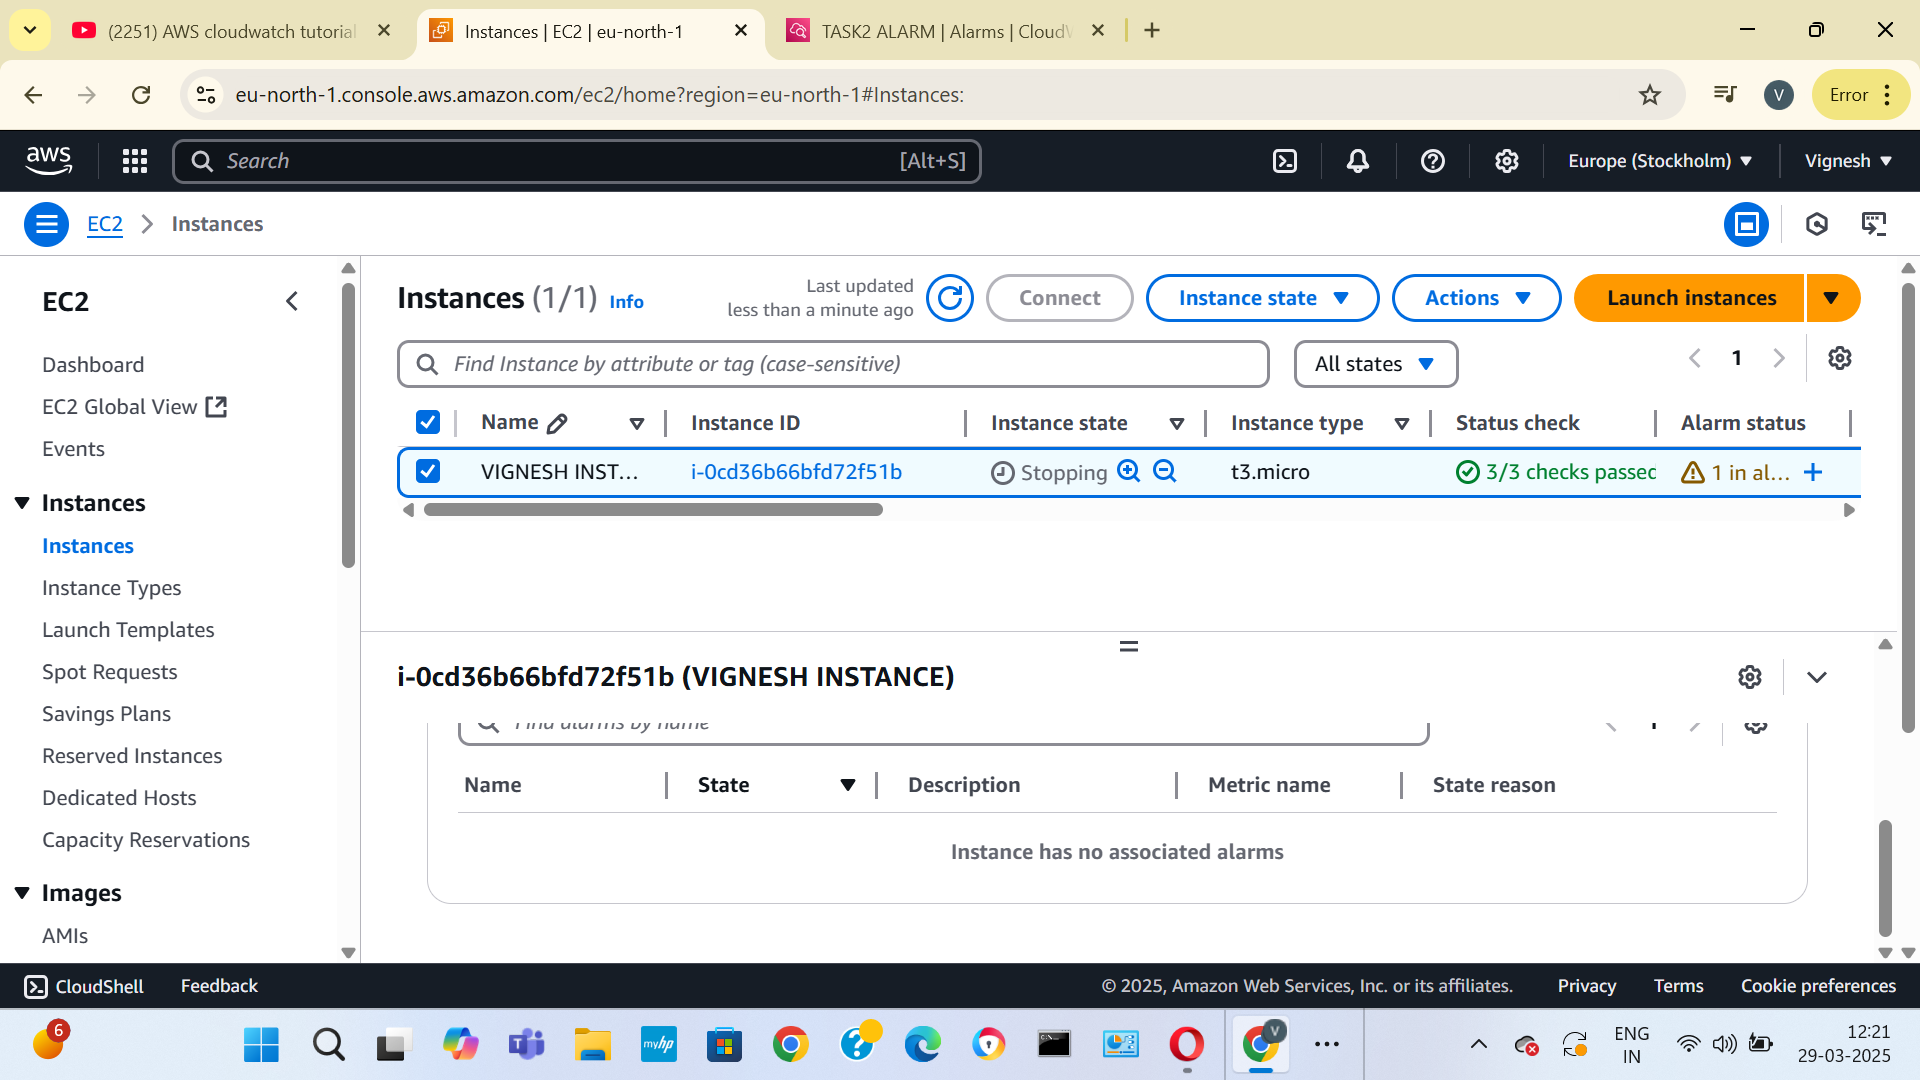 (2251) AWS cloudwatch tutorial
Instances | EC2 | eu-north-1
TASK2 ALARM | Alarms | Cloud
eu-north-1.console.aws.amazon.com/ec2/home?region=eu-north-1#Instances:
V
Error
aws
Search
[Alt+S]
Europe (Stockholm)
Vignesh
EC2
Instances
EC2
Dashboard
EC2 Global View
Events
Instances
Instances
Instance Types
Launch Templates
Spot Requests
Savings Plans
Reserved Instances
Dedicated Hosts
Capacity Reservations
Images
AMIs
Instances (1/1) Info
Last updated
less than a minute ago
Connect
Instance state
Actions
Launch instances
Find Instance by attribute or tag (case-sensitive)
All states
1
Name
Instance ID
Instance state
Instance type
Status check
Alarm status
VIGNESH INST...
i-0cd36b66bfd72f51b
Stopping
t3.micro
3/3 checks passed
1 in al...
i-0cd36b66bfd72f51b (VIGNESH INSTANCE)
Find alarms by name
1
Name
State
Description
Metric name
State reason
Instance has no associated alarms
CloudShell
Feedback
© 2025, Amazon Web Services, Inc. or its affiliates.
Privacy
Terms
Cookie preferences
6
myhp
V
ENG
IN
12:21
29-03-2025